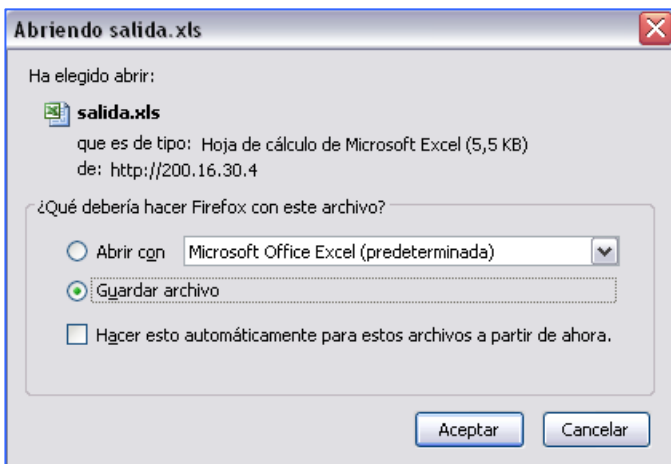 Abriendo salida.xls
Ha elegido abrir:
salida.xls
que es de tipo: Hoja de cálculo de Microsoft Excel (5,5 KB)
de: http://200.16.30.4
¿Qué debería hacer Firefox con este archivo?
Abrir con Microsoft Office Excel (predeterminada)
Guardar archivo
Hacer esto automáticamente para estos archivos a partir de ahora.
Aceptar Cancelar